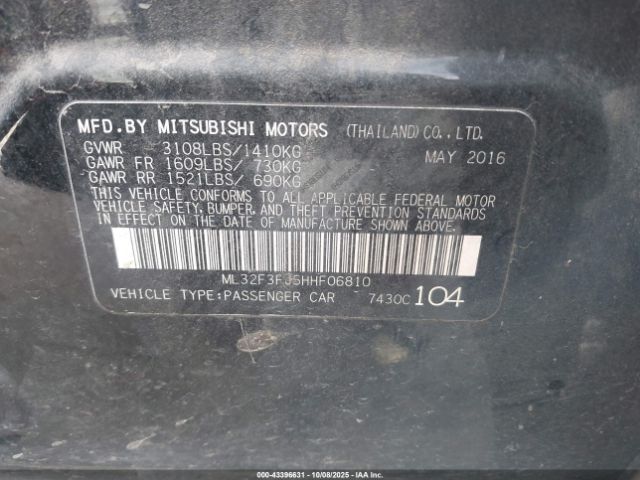 MFD.BY MITSUBISHI MOTORS (THAILAND) CO., LTD.
GVWR 3108LBS/1410KG MAY 2016
GAWR FR 1609LBS/ 730KG
GAWR RR 1521LBS/ 690KG
THIS VEHICLE CONFORMS TO ALL APPLICABLE FEDERAL MOTOR
VEHICLE SAFETY, BUMPER, AND THEFT PREVENTION STANDARDS
IN EFFECT ON THE DATE OF MANUFACTURE SHOWN ABOVE.
ML32F3FJ5HHF06810
VEHICLE TYPE:PASSENGER CAR 7430C 104
000-43396631 - 10/08/2025 - COPYRIGHT IAA, LLC.